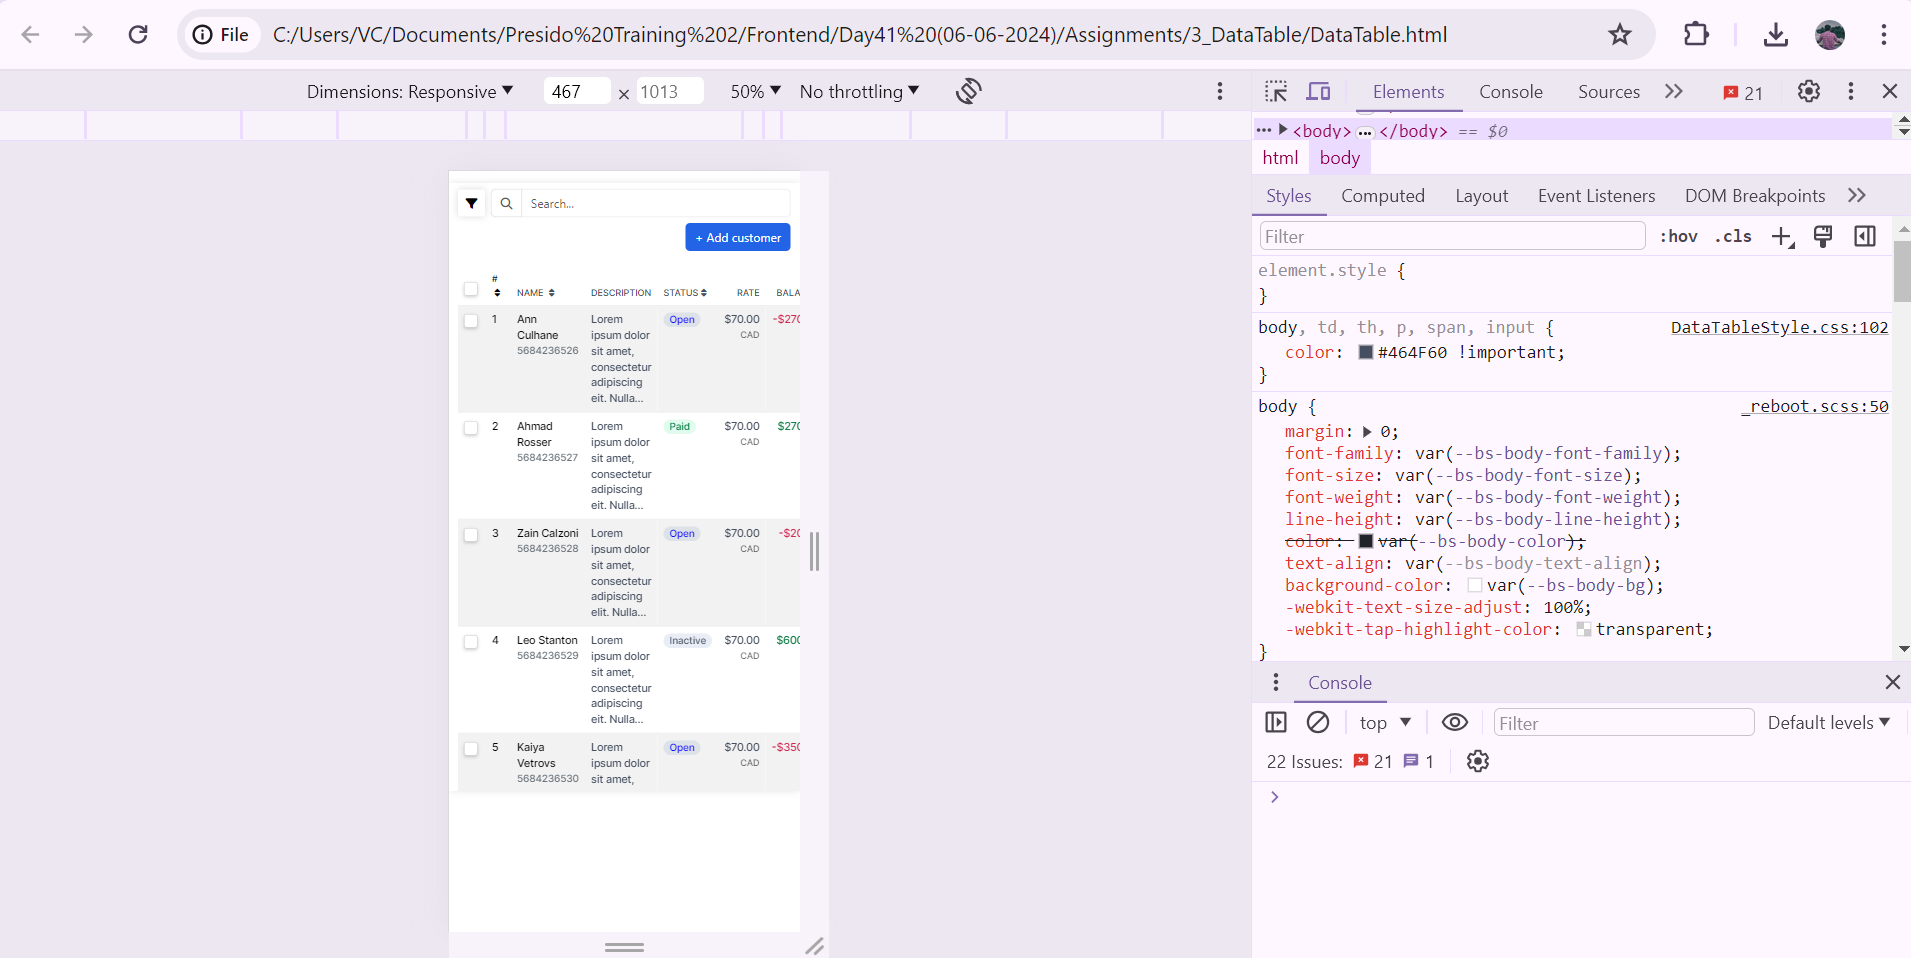 File C:/Users/VC/Documents/Presido%20Training%202/Frontend/Day41%20(06-06-2024)/Assignments/3_DataTable/DataTable.html
Dimensions: Responsive 467 × 1013 50% No throttling
Elements Console Sources 21
<body> … </body> == $0
html body
Styles Computed Layout Event Listeners DOM Breakpoints
Filter :hov .cls
element.style {
}
body, td, th, p, span, input { DataTableStyle.css:102
color: #464F60 !important;
}
body { _reboot.scss:50
margin: 0;
font-family: var(--bs-body-font-family);
font-size: var(--bs-body-font-size);
font-weight: var(--bs-body-font-weight);
line-height: var(--bs-body-line-height);
color: var(--bs-body-color);
text-align: var(--bs-body-text-align);
background-color: var(--bs-body-bg);
-webkit-text-size-adjust: 100%;
-webkit-tap-highlight-color: transparent;
}
Console
top Filter Default levels
22 Issues: 21 1
Search...
+ Add customer
# NAME DESCRIPTION STATUS RATE BALA
1 Ann Culhane 5684236526 Lorem ipsum dolor sit amet, consectetur adipiscing eit. Nulla... Open $70.00 CAD -$270
2 Ahmad Rosser 5684236527 Lorem ipsum dolor sit amet, consectetur adipiscing eit. Nulla... Paid $70.00 CAD $270
3 Zain Calzoni 5684236528 Lorem ipsum dolor sit amet, consectetur adipiscing elit. Nulla... Open $70.00 CAD -$20
4 Leo Stanton 5684236529 Lorem ipsum dolor sit amet, consectetur adipiscing eit. Nulla... Inactive $70.00 CAD $600
5 Kaiya Vetrovs 5684236530 Lorem ipsum dolor sit amet, Open $70.00 CAD -$350